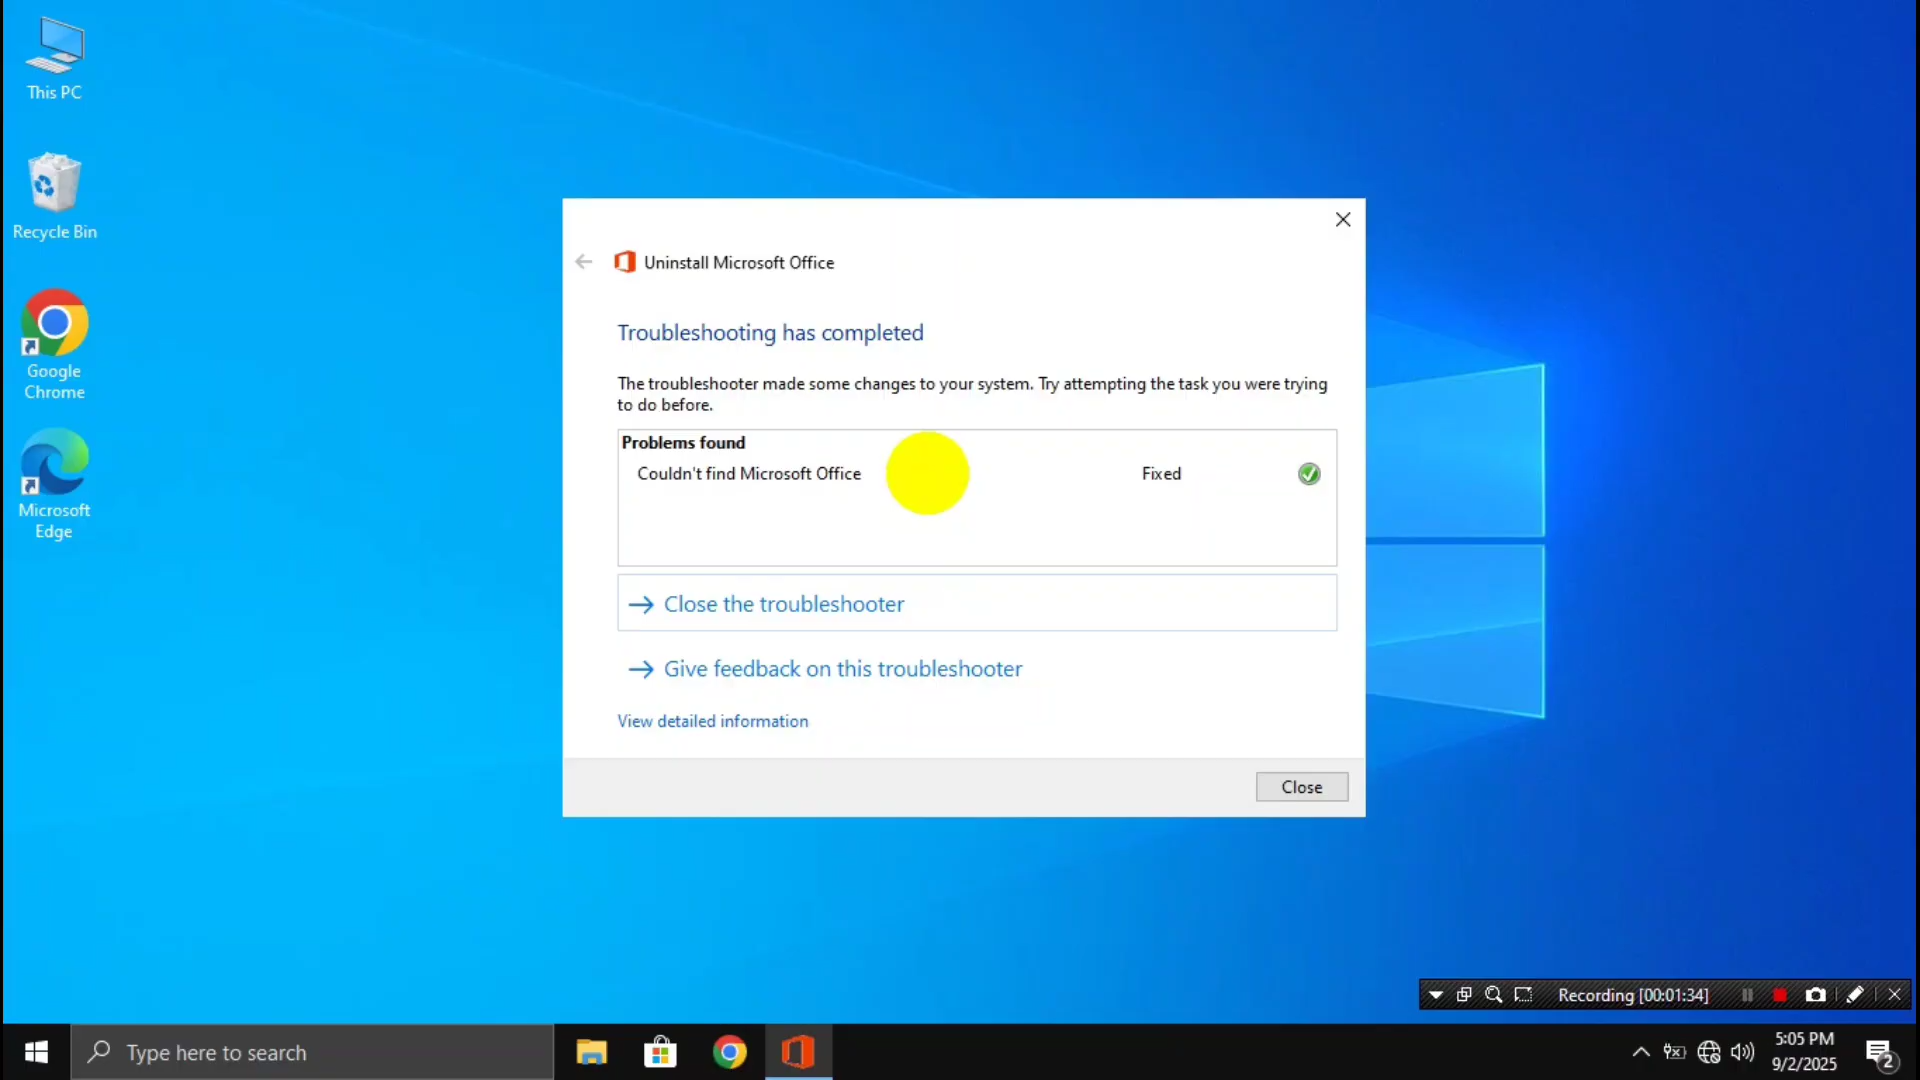 This PC
Recycle Bin
Google
Chrome
Microsoft
Edge
Uninstall Microsoft Office
Troubleshooting has completed
The troubleshooter made some changes to your system. Try attempting the task you were trying
to do before.
Problems found
Couldn't find Microsoft Office Fixed
Close the troubleshooter
Give feedback on this troubleshooter
View detailed information
Close
Recording [00:01:34]
Type here to search
5:05 PM
9/2/2025
2